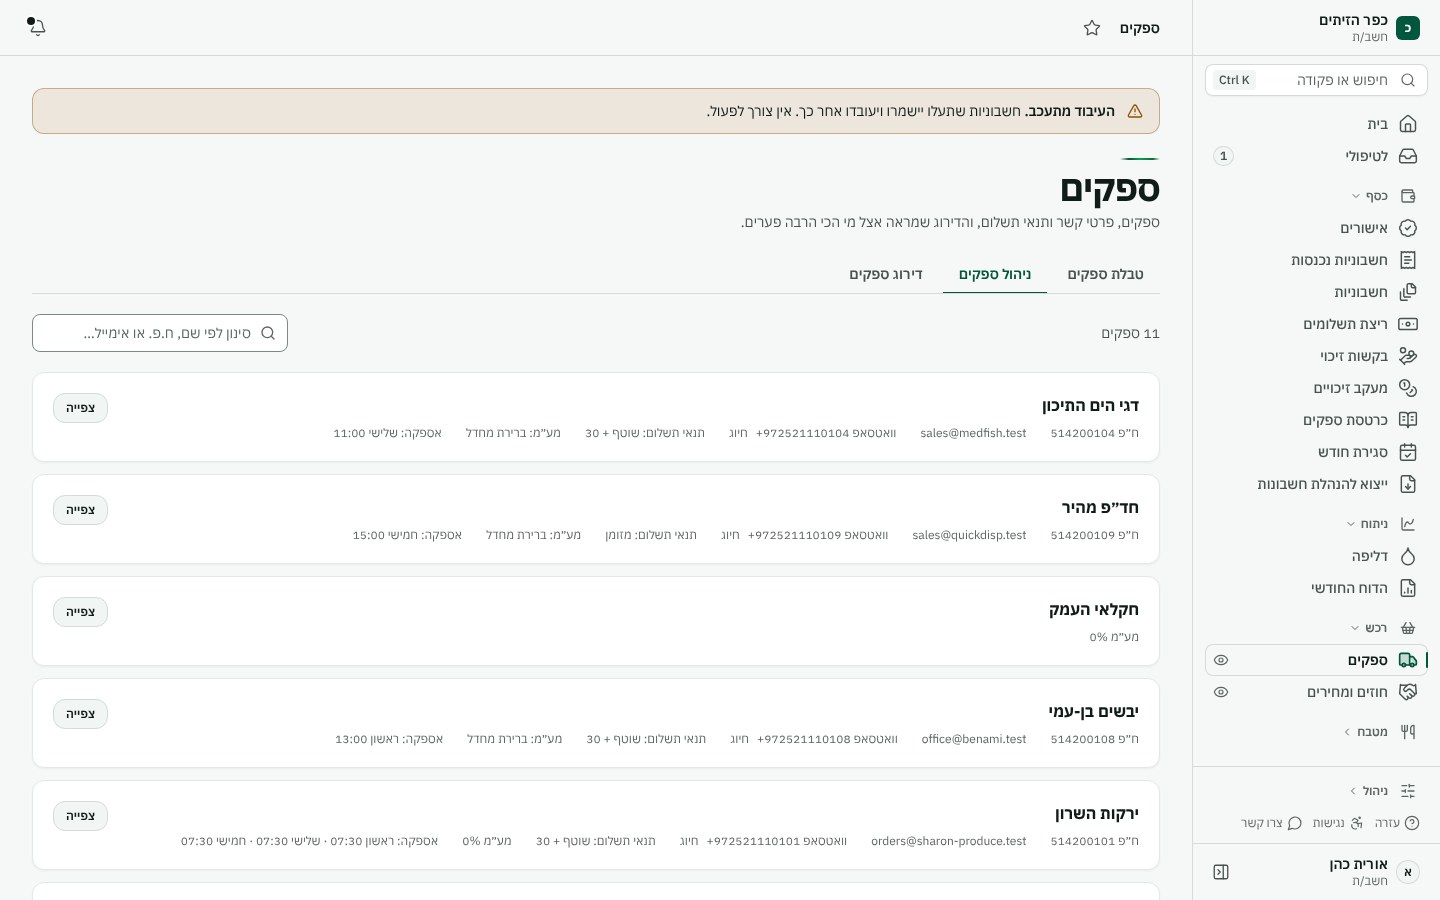 כ
כפר הזיתים
חשב/ת
חיפוש או פקודה
Ctrl K
בית
לטיפולי
1
כסף
אישורים
חשבוניות נכנסות
חשבוניות
ריצת תשלומים
בקשות זיכוי
מעקב זיכויים
כרטסת ספקים
סגירת חודש
ייצוא להנהלת חשבונות
ניתוח
דליפה
הדוח החודשי
רכש
ספקים
חוזים ומחירים
מטבח
ניהול
עזרה
נגישות
צרו קשר
א
אורית כהן
חשב/ת
ספקים
העיבוד מתעכב. חשבוניות שתעלו יישמרו ויעובדו אחר כך. אין צורך לפעול.
ספקים
ספקים, פרטי קשר ותנאי תשלום, והדירוג שמראה אצל מי הכי הרבה פערים.
טבלת ספקים
ניהול ספקים
דירוג ספקים
11 ספקים
סינון לפי שם, ח.פ. או אימייל...
דגי הים התיכון
צפייה
ח״פ 514200104 sales@medfish.test וואטסאפ 972521110104+ חיוג תנאי תשלום: שוטף + 30 מע״מ: ברירת מחדל אספקה: שלישי 11:00
חד״פ מהיר
צפייה
ח״פ 514200109 sales@quickdisp.test וואטסאפ 972521110109+ חיוג תנאי תשלום: מזומן מע״מ: ברירת מחדל אספקה: חמישי 15:00
חקלאי העמק
צפייה
מע״מ 0%
יבשים בן-עמי
צפייה
ח״פ 514200108 office@benami.test וואטסאפ 972521110108+ חיוג תנאי תשלום: שוטף + 30 מע״מ: ברירת מחדל אספקה: ראשון 13:00
ירקות השרון
צפייה
ח״פ 514200101 orders@sharon-produce.test וואטסאפ 972521110101+ חיוג תנאי תשלום: שוטף + 30 מע״מ 0% אספקה: ראשון 07:30 · שלישי 07:30 · חמישי 07:30